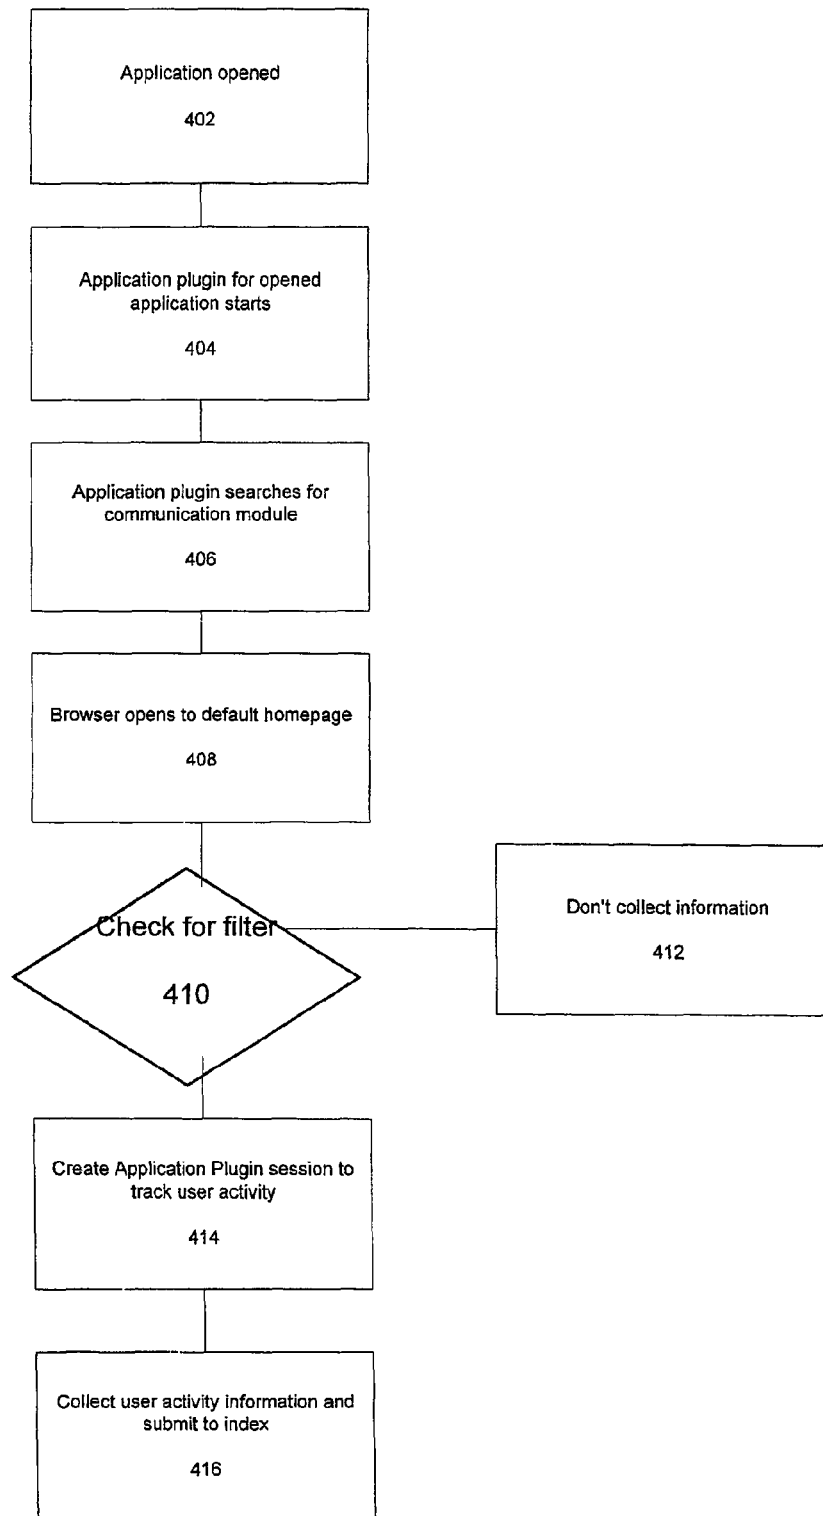 Application opened
402
Application plugin for opened
application starts
404
Application plugin searches for
communication module
406
Browser opens to default homepage
408
Check for filter
410
Don't collect information
412
Create Application Plugin session to
track user activity
414
Collect user activity information and
submit to index
416